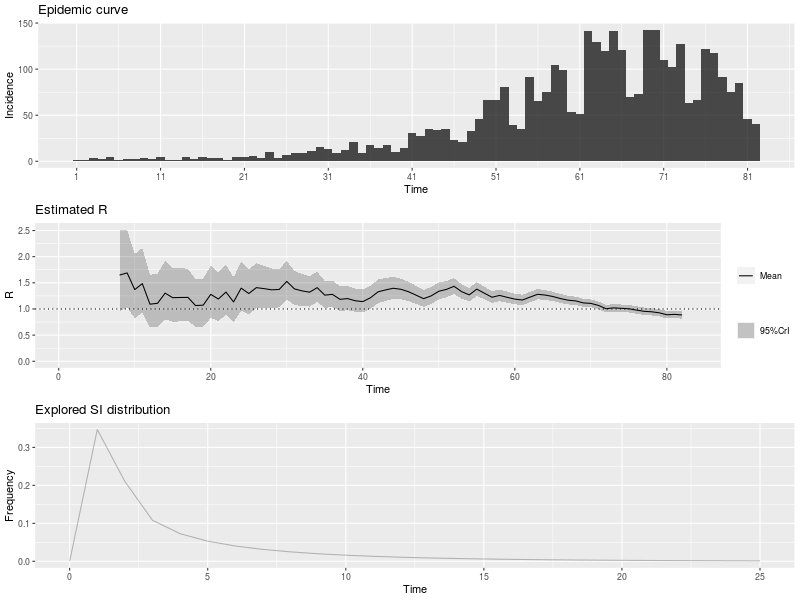 Epidemic curve
150
100
50
0
Incidence
1 11 21 31 41 51 61 71 81
Time
Estimated R
2.5
2.0
1.5
1.0
0.5
0.0
R
0 20 40 60 80
Time
Mean
95%CrI
Explored SI distribution
0.3
0.2
0.1
0.0
Frequency
0 5 10 15 20 25
Time